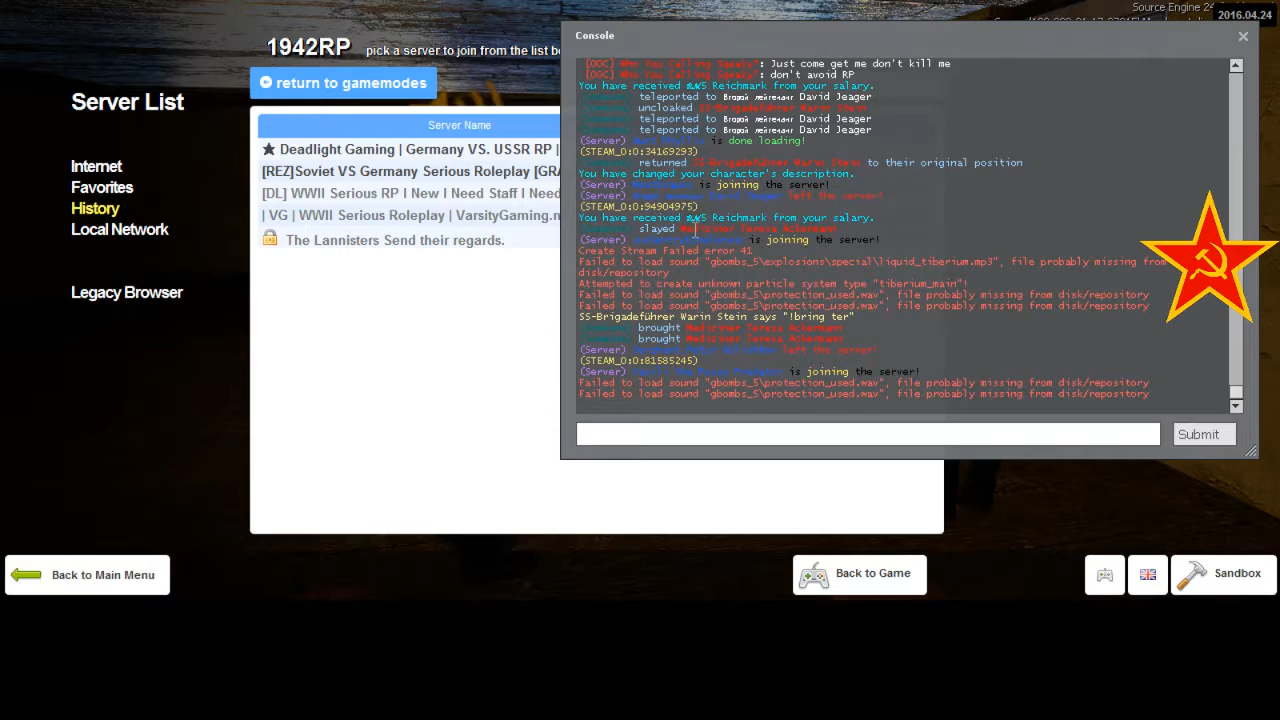 Source Engine 24
2016.04.24
1942RP pick a server to join from the list be
return to gamemodes
Server List
Internet
Favorites
History
Local Network
Legacy Browser
Server Name
Deadlight Gaming | Germany VS. USSR RP |
[REZ]Soviet VS Germany Serious Roleplay [GRA
[DL] WWII Serious RP I New I Need Staff I Need
| VG | WWII Serious Roleplay | VarsityGaming.n
The Lannisters Send their regards.
Console
[OOC] Who You Calling Speaky?: Just come get me don't kill me
[OOC] Who You Calling Speaky?: don't avoid RP
You have received Reichmark from your salary.
teleported to Второй лейтенант David Jeager
uncloaked SS-Brigadeführer Warin Stein
teleported to Второй лейтенант David Jeager
teleported to Второй лейтенант David Jeager
(Server) is done loading!
(STEAM_0:0:34169293)
returned SS-Brigadeführer Warin Stein to their original position
You have changed your character's description.
(Server) is joining the server!
(Server) left the server!
(STEAM_0:0:94904975)
You have received Reichmark from your salary.
slayed Mediziner Teresa Ackermann
(Server) is joining the server!
Create Stream Failed error 41
Failed to load sound "gbombs_5\explosions\special\liquid_tiberium.mp3", file probably missing from
disk/repository
Attempted to create unknown particle system type "tiberium_main"!
Failed to load sound "gbombs_5\protection_used.wav", file probably missing from disk/repository
Failed to load sound "gbombs_5\protection_used.wav", file probably missing from disk/repository
SS-Brigadeführer Warin Stein says "!bring ter"
brought Mediziner Teresa Ackermann
brought Mediziner Teresa Ackermann
(Server) left the server!
(STEAM_0:0:81585245)
(Server) is joining the server!
Failed to load sound "gbombs_5\protection_used.wav", file probably missing from disk/repository
Failed to load sound "gbombs_5\protection_used.wav", file probably missing from disk/repository
Submit
Back to Main Menu
Back to Game
Sandbox